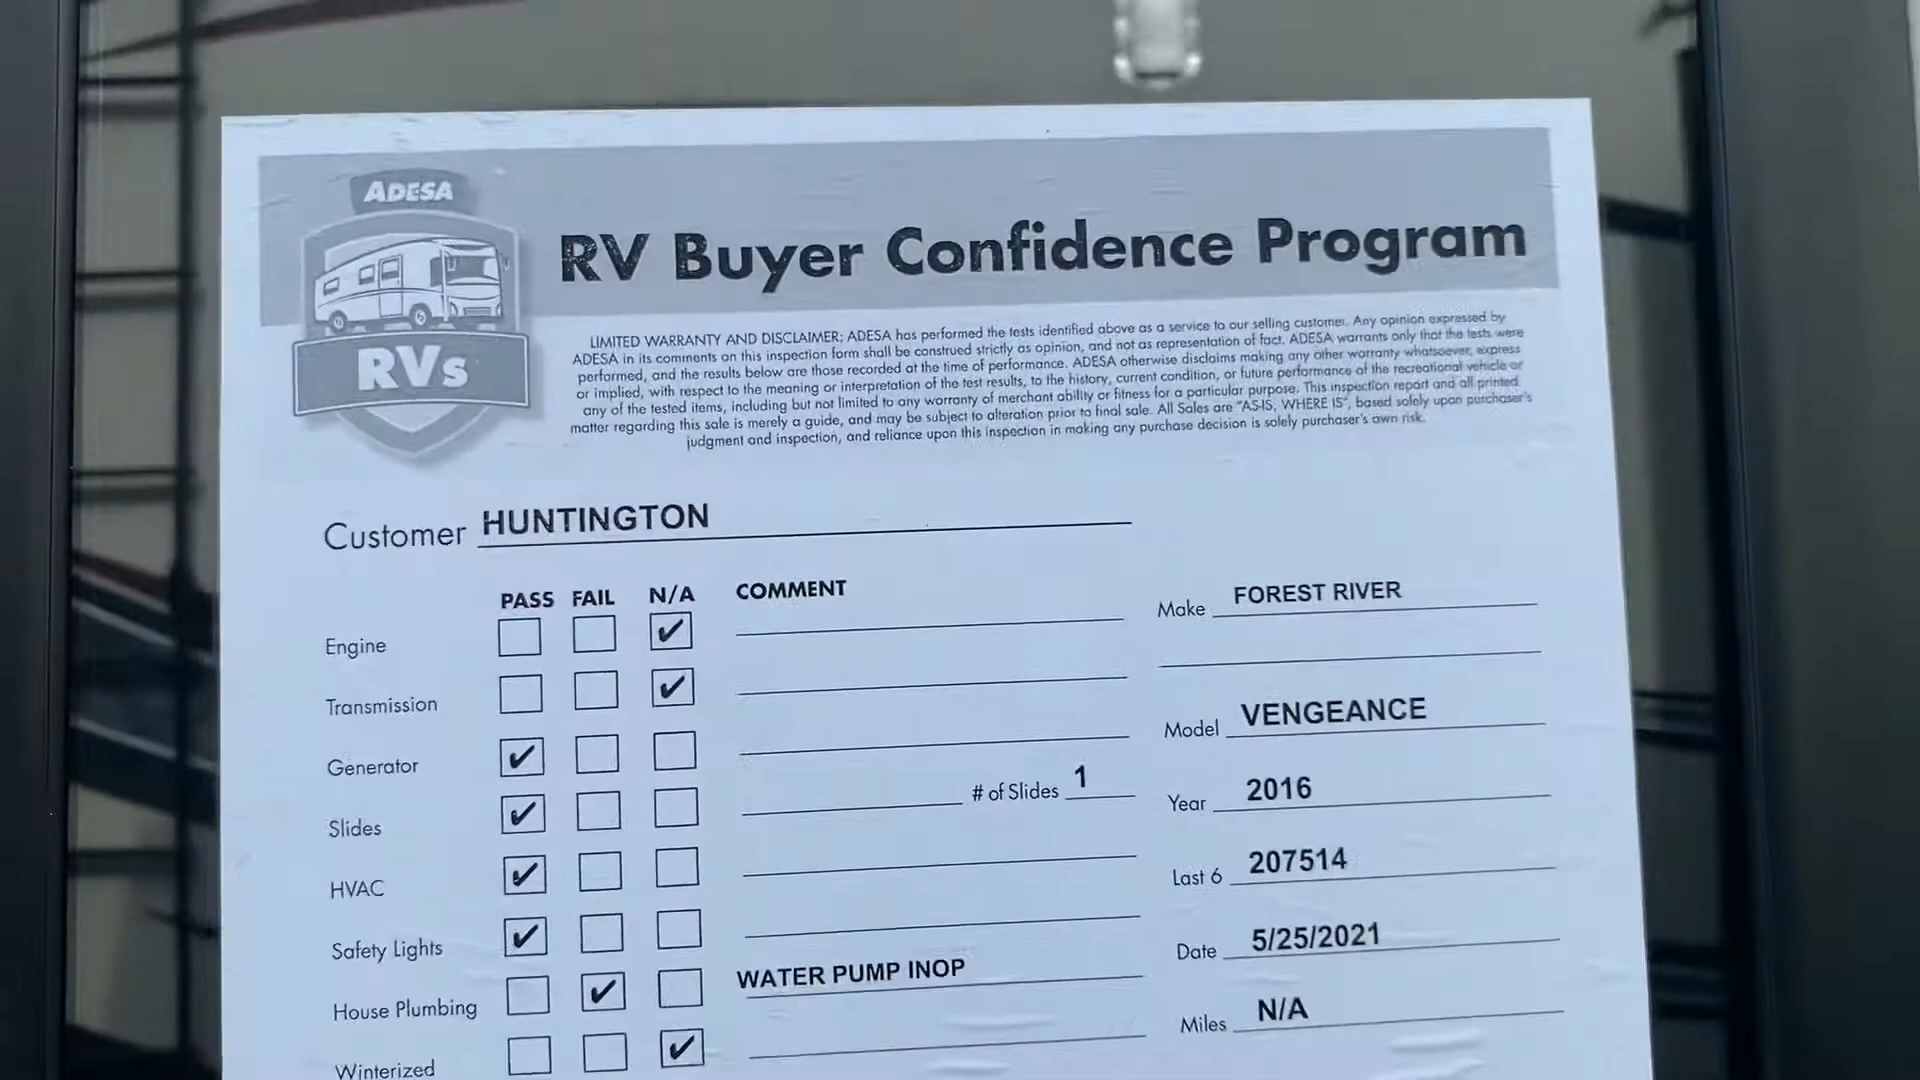 ADESA
RVs
RV Buyer Confidence Program
LIMITED WARRANTY AND DISCLAIMER: ADESA has performed the tests identified above as a service to our selling customer. Any opinion expressed by
ADESA in its comments on this inspection form shall be construed strictly as opinion, and not as representation of fact. ADESA warrants only that the tests were
performed, and the results below are those recorded at the time of performance. ADESA otherwise disclaims making any other warranty whatsoever, express
or implied, with respect to the meaning or interpretation of the test results, to the history, current condition, or future performance of the recreational vehicle or
any of the tested items, including but not limited to any warranty of merchant ability or fitness for a particular purpose. This inspection report and all printed
matter regarding this sale is merely a guide, and may be subject to alteration prior to final sale. All Sales are "AS-IS, WHERE IS", based solely upon purchaser's
judgment and inspection, and reliance upon this inspection in making any purchase decision is solely purchaser's own risk.
Customer HUNTINGTON
PASS FAIL N/A COMMENT
Engine ✔
Transmission ✔
Generator ✔
Slides ✔ # of Slides 1
HVAC ✔
Safety Lights ✔
House Plumbing ✔ WATER PUMP INOP
Winterized ✔
Make FOREST RIVER
Model VENGEANCE
Year 2016
Last 6 207514
Date 5/25/2021
Miles N/A